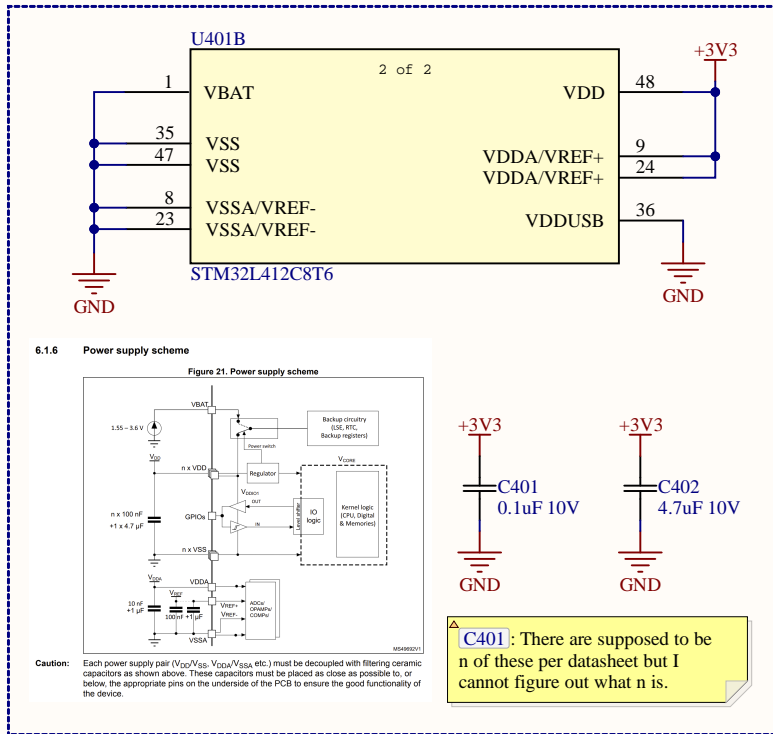 U401B
2 of 2
+3V3
1 VBAT
VDD 48
35 VSS
47 VSS
VDDA/VREF+ 9
VDDA/VREF+ 24
8 VSSA/VREF-
23 VSSA/VREF-
VDDUSB 36
STM32L412C8T6
GND
GND
6.1.6 Power supply scheme
Figure 21. Power supply scheme
VBAT
1.55 – 3.6 V
Backup circuitry
(LSE, RTC,
Backup registers)
Power switch
VDD
VCORE
n x VDD
Regulator
VDDIO1
OUT
n x 100 nF
+1 x 4.7 µF
GPIOs
IN
Level shifter
IO
logic
Kernel logic
(CPU, Digital
& Memories)
n x VSS
VDDA
VDDA
VREF
10 nF
+1 µF
100 nF +1 µF
VREF+
VREF-
ADCs/
OPAMPs/
COMPs/
VSSA
MS49692V1
Caution: Each power supply pair (VDD/VSS, VDDA/VSSA etc.) must be decoupled with filtering ceramic
capacitors as shown above. These capacitors must be placed as close as possible to, or
below, the appropriate pins on the underside of the PCB to ensure the good functionality of
the device.
+3V3
C401
0.1uF 10V
GND
+3V3
C402
4.7uF 10V
GND
C401 : There are supposed to be
n of these per datasheet but I
cannot figure out what n is.